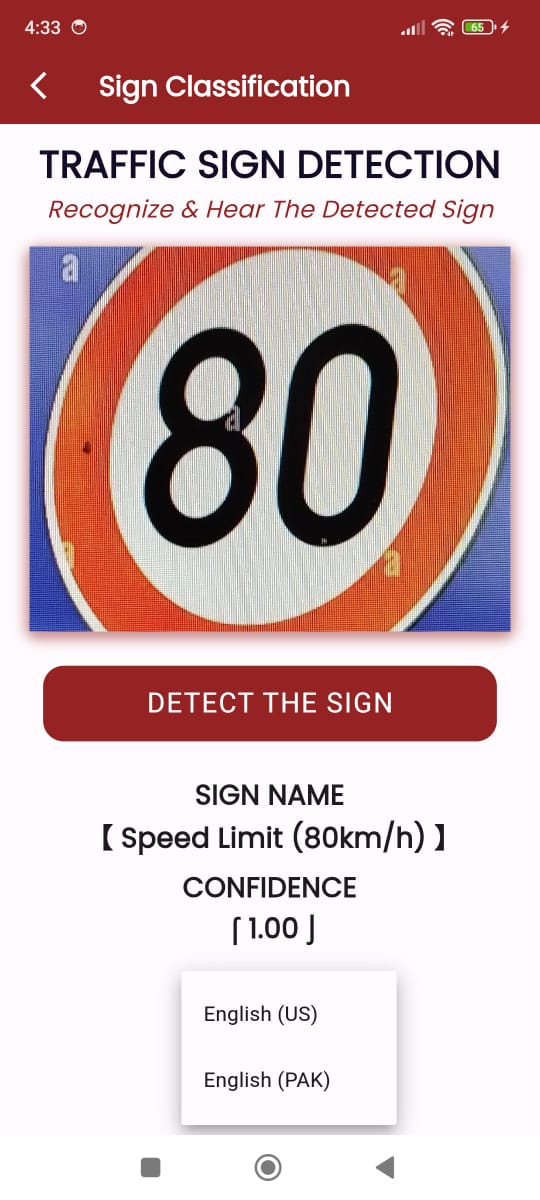 4:33
65
Sign Classification
TRAFFIC SIGN DETECTION
Recognize & Hear The Detected Sign
a
a
80
a
a
a
DETECT THE SIGN
SIGN NAME
【 Speed Limit (80km/h) 】
CONFIDENCE
⌈ 1.00 ⌋
English (US)
English (PAK)